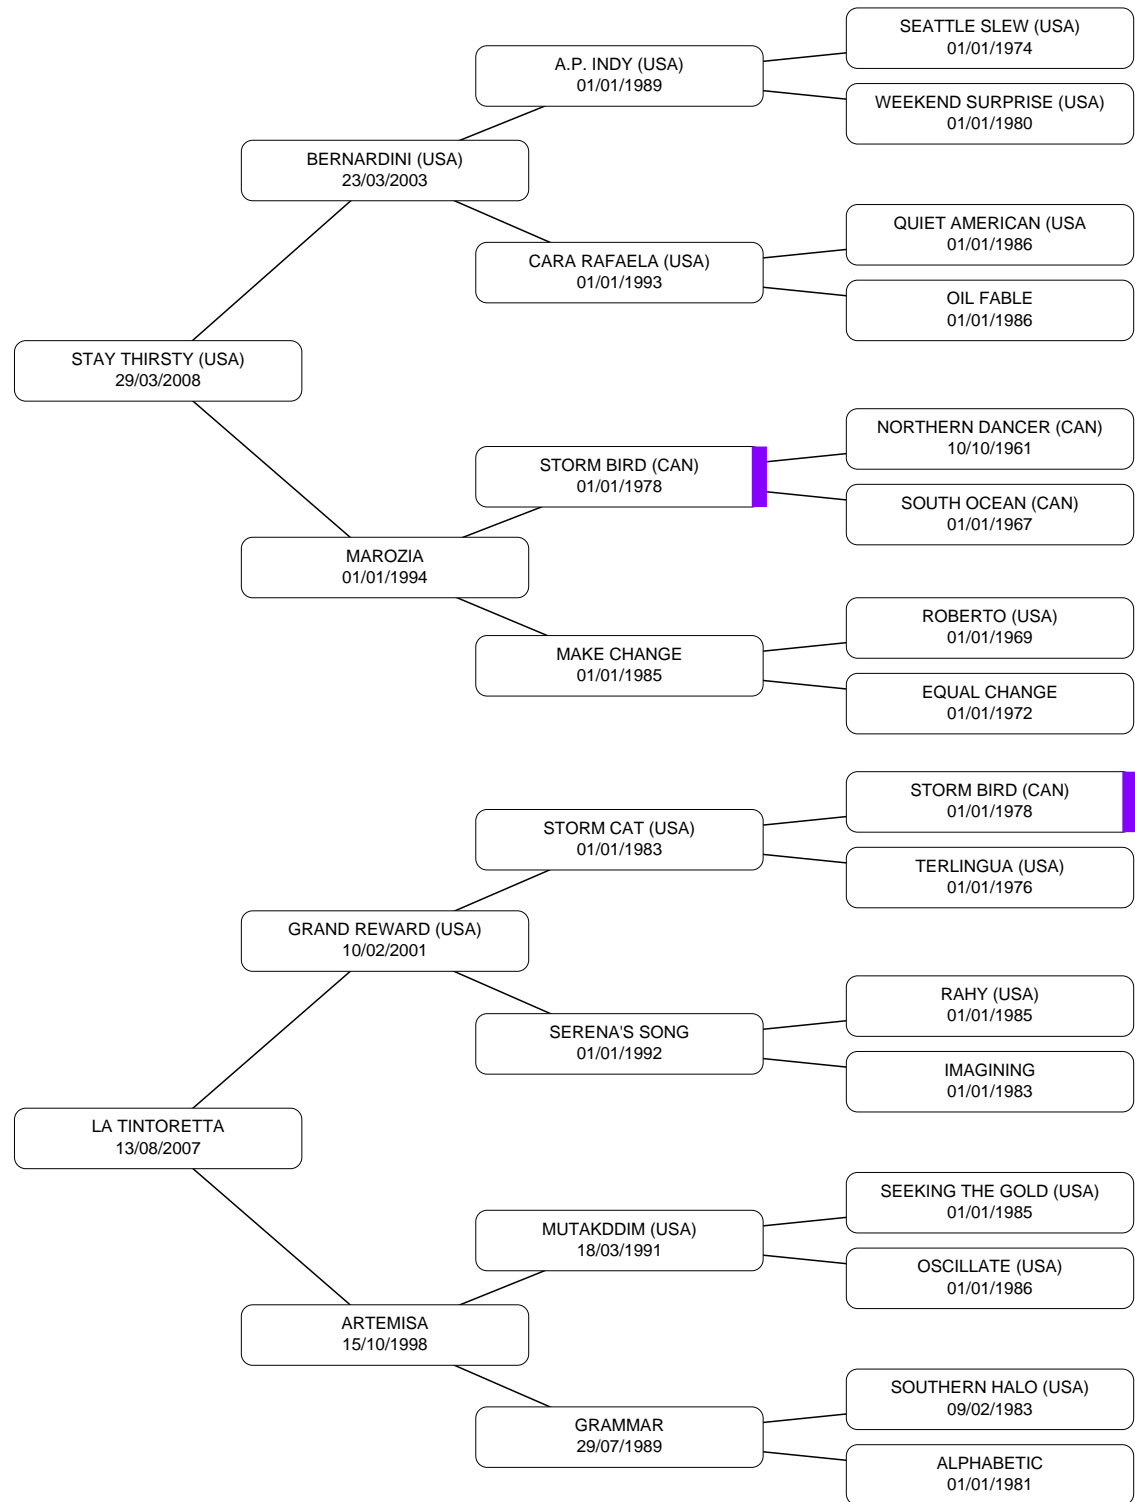 SEATTLE SLEW (USA)
01/01/1974
A.P. INDY (USA)
01/01/1989
WEEKEND SURPRISE (USA)
01/01/1980
BERNARDINI (USA)
23/03/2003
QUIET AMERICAN (USA
01/01/1986
CARA RAFAELA (USA)
01/01/1993
OIL FABLE
01/01/1986
STAY THIRSTY (USA)
29/03/2008
NORTHERN DANCER (CAN)
10/10/1961
STORM BIRD (CAN)
01/01/1978
SOUTH OCEAN (CAN)
01/01/1967
MAROZIA
01/01/1994
ROBERTO (USA)
01/01/1969
MAKE CHANGE
01/01/1985
EQUAL CHANGE
01/01/1972
STORM BIRD (CAN)
01/01/1978
STORM CAT (USA)
01/01/1983
TERLINGUA (USA)
01/01/1976
GRAND REWARD (USA)
10/02/2001
RAHY (USA)
01/01/1985
SERENA'S SONG
01/01/1992
IMAGINING
01/01/1983
LA TINTORETTA
13/08/2007
SEEKING THE GOLD (USA)
01/01/1985
MUTAKDDIM (USA)
18/03/1991
OSCILLATE (USA)
01/01/1986
ARTEMISA
15/10/1998
SOUTHERN HALO (USA)
09/02/1983
GRAMMAR
29/07/1989
ALPHABETIC
01/01/1981